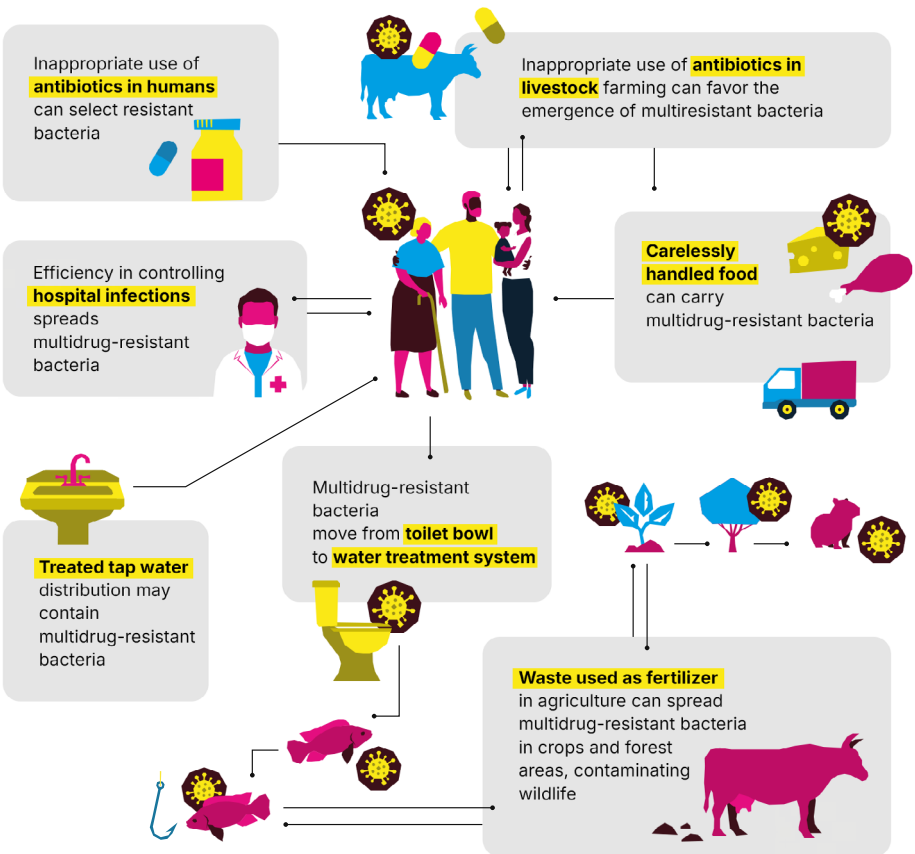 Inappropriate use of
antibiotics in humans
can select resistant
bacteria
Inappropriate use of antibiotics in
livestock farming can favor the
emergence of multiresistant bacteria
Efficiency in controlling
hospital infections
spreads
multidrug-resistant
bacteria
Carelessly
handled food
can carry
multidrug-resistant bacteria
Multidrug-resistant
bacteria
move from toilet bowl
to water treatment system
Treated tap water
distribution may
contain
multidrug-resistant
bacteria
Waste used as fertilizer
in agriculture can spread
multidrug-resistant bacteria
in crops and forest
areas, contaminating
wildlife